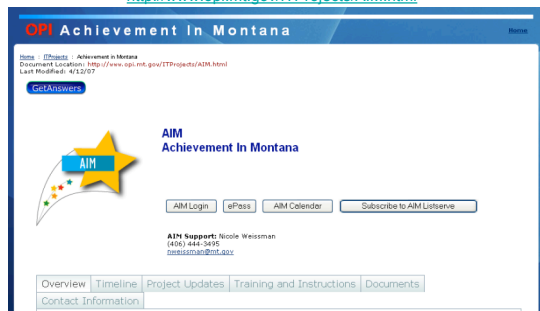 OPI Achievement In Montana
Home
Home : ITProjects : Achievement in Montana
Document Location: http://www.opi.mt.gov/ITProjects/AIM.html
Last Modified: 4/12/07
GetAnswers
AIM
Achievement In Montana
AIM
AIM Login ePass AIM Calendar Subscribe to AIM Listserve
AIM Support: Nicole Weissman
(406) 444-3495
nweissman@mt.gov
Overview Timeline Project Updates Training and Instructions Documents
Contact Information